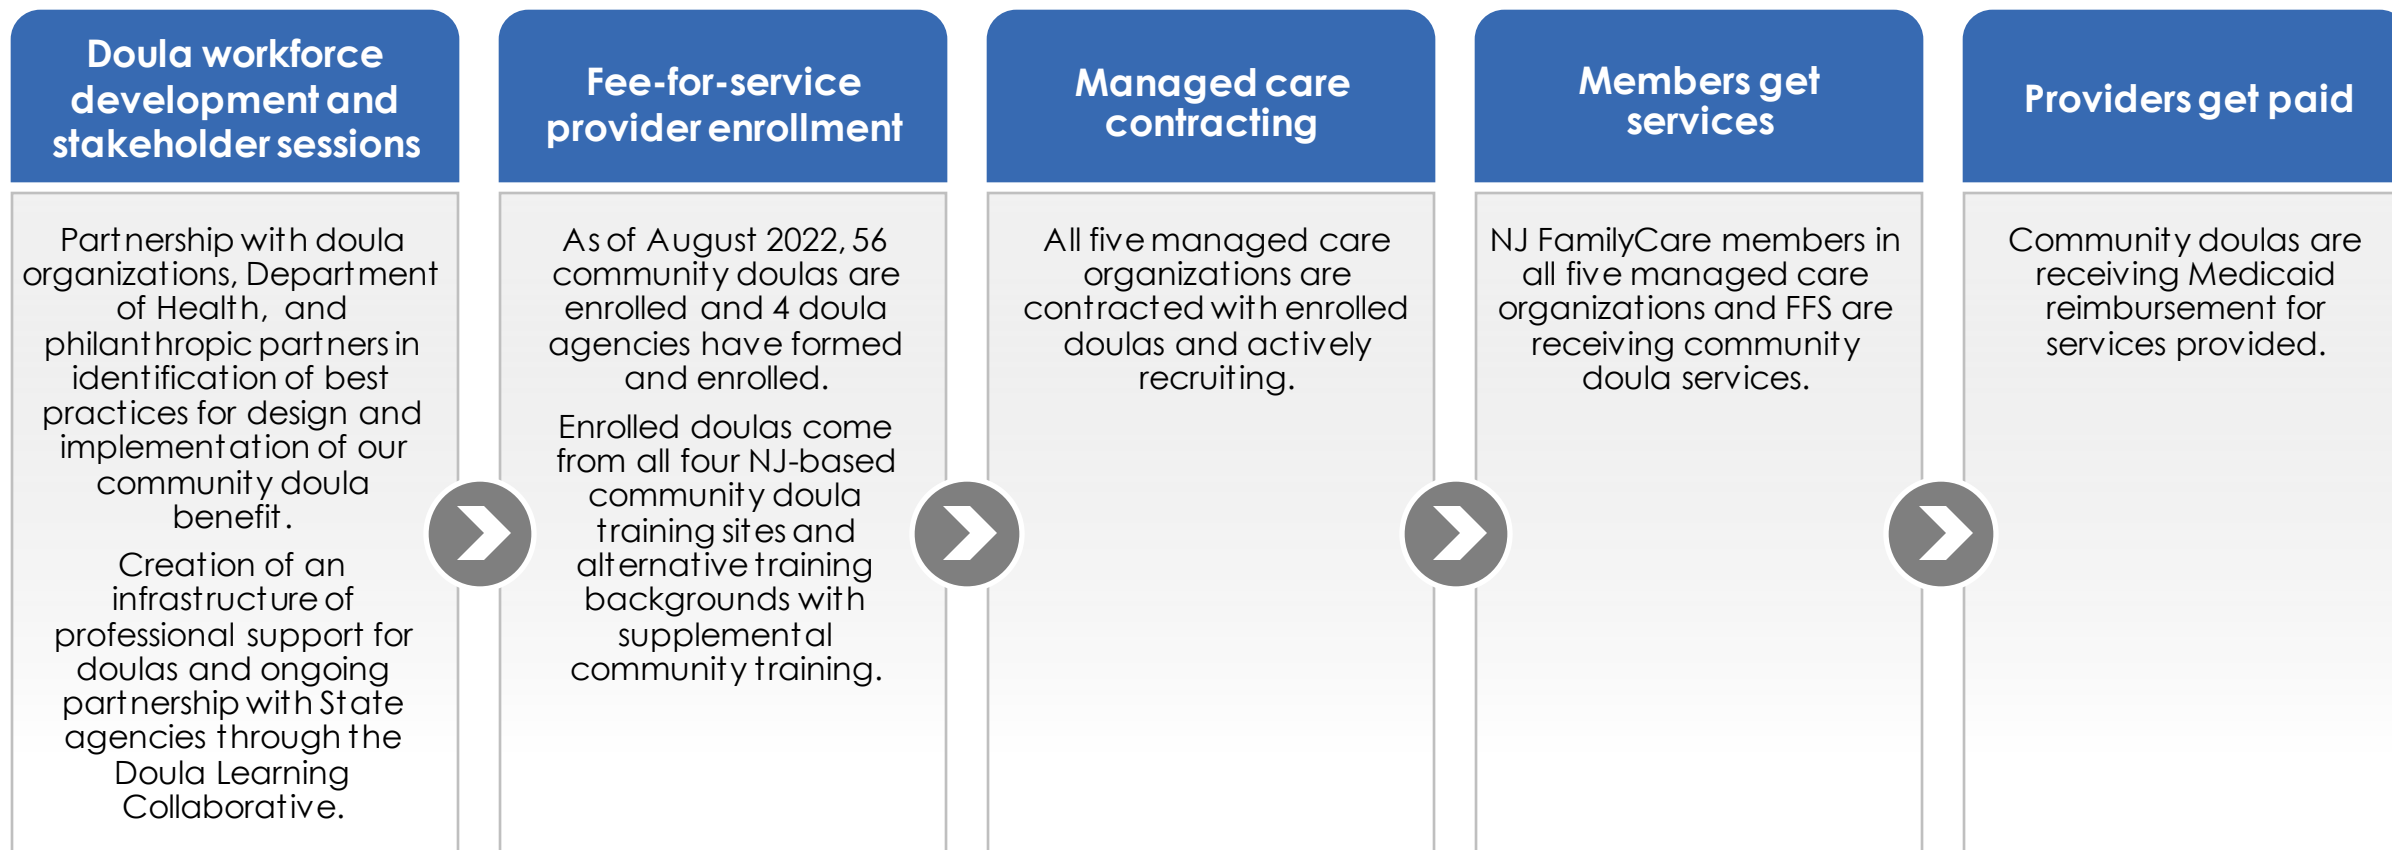 Doula workforce
development and
stakeholder sessions
Partnership with doula
organizations, Department
of Health, and
philanthropic partners in
identification of best
practices for design and
implementation of our
community doula
benefit.
Creation of an
infrastructure of
professional support for
doulas and ongoing
partnership with State
agencies through the
Doula Learning
Collaborative.
Fee-for-service
provider enrollment
As of August 2022, 56
community doulas are
enrolled and 4 doula
agencies have formed
and enrolled.
Enrolled doulas come
from all four NJ-based
community doula
training sites and
alternative training
backgrounds with
supplemental
community training.
Managed care
contracting
All five managed care
organizations are
contracted with enrolled
doulas and actively
recruiting.
Members get
services
NJ FamilyCare members in
all five managed care
organizations and FFS are
receiving community
doula services.
Providers get paid
Community doulas are
receiving Medicaid
reimbursement for
services provided.